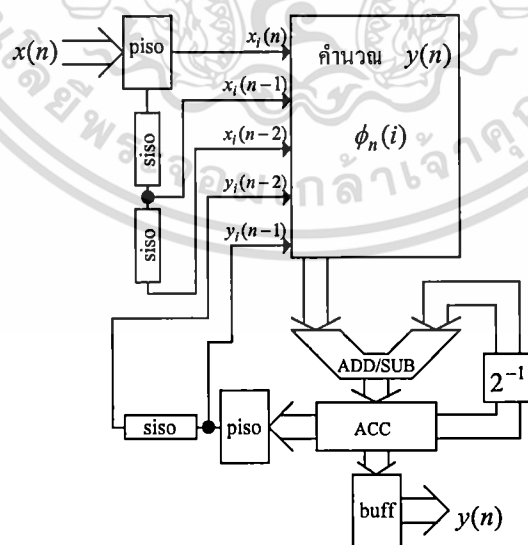 x(n)
piso
x_i(n)
คำนวณ y(n)
x_i(n-1)
φ_n(i)
siso
x_i(n-2)
siso
y_i(n-2)
y_i(n-1)
ADD/SUB
2^{-1}
siso
piso
ACC
buff
y(n)